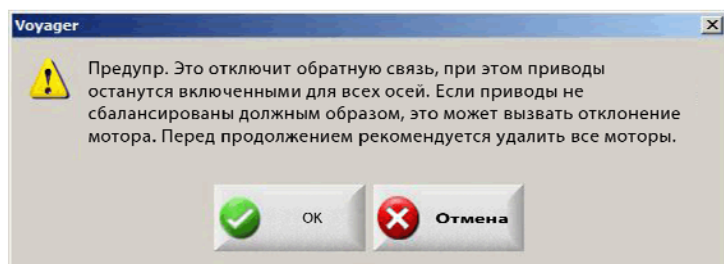 Voyager
Предупр. Это отключит обратную связь, при этом приводы
останутся включенными для всех осей. Если приводы не
сбалансированы должным образом, это может вызвать отклонение
мотора. Перед продолжением рекомендуется удалить все моторы.
OK
Отмена